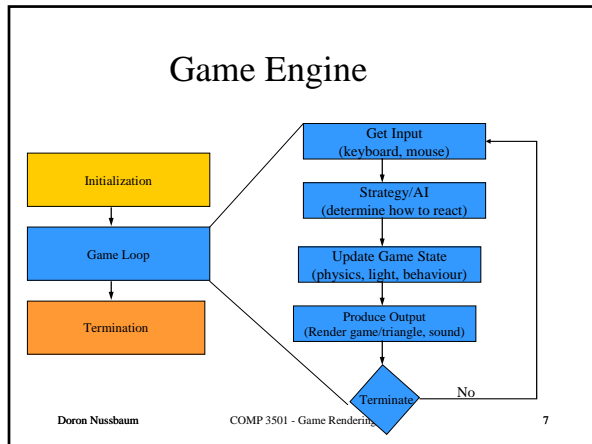 Game Engine
Initialization
Game Loop
Termination
Get Input
(keyboard, mouse)
Strategy/AI
(determine how to react)
Update Game State
(physics, light, behaviour)
Produce Output
(Render game/triangle, sound)
Terminate
No
Doron Nussbaum
COMP 3501 - Game Rendering
7